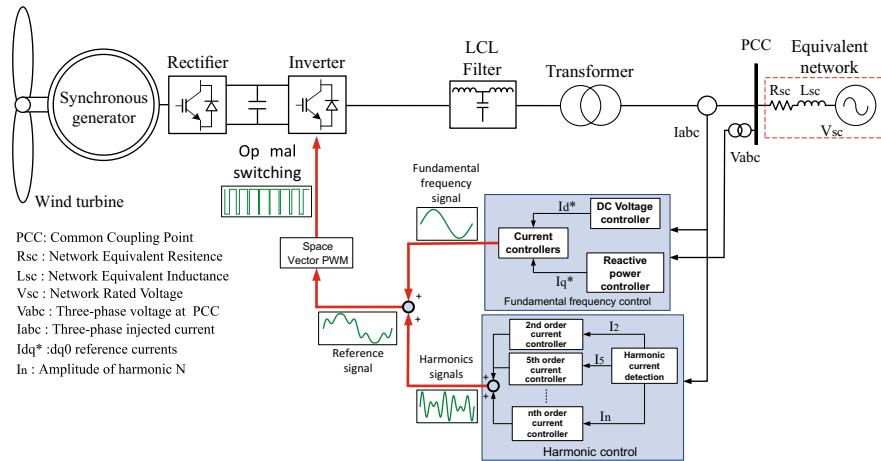 Rectifier
Inverter
LCL
Filter
Transformer
PCC
Equivalent
network
Rsc
Lsc
Vsc
Synchronous
generator
Iabc
Vabc
Wind turbine
Op mal
switching
Fundamental
frequency
signal
Space
Vector PWM
Id*
DC Voltage
controller
Current
controllers
Iq*
Reactive
power
controller
Fundamental frequency control
PCC: Common Coupling Point
Rsc : Network Equivalent Resitence
Lsc : Network Equivalent Inductance
Vsc : Network Rated Voltage
Vabc : Three-phase voltage at PCC
Iabc : Three-phase injected current
Idq* :dq0 reference currents
In : Amplitude of harmonic N
+
+
Reference
signal
Harmonics
signals
2nd order
current
controller
I2
5th order
current
controller
I5
Harmonic
current
detection
+
+
nth order
current
controller
In
Harmonic control